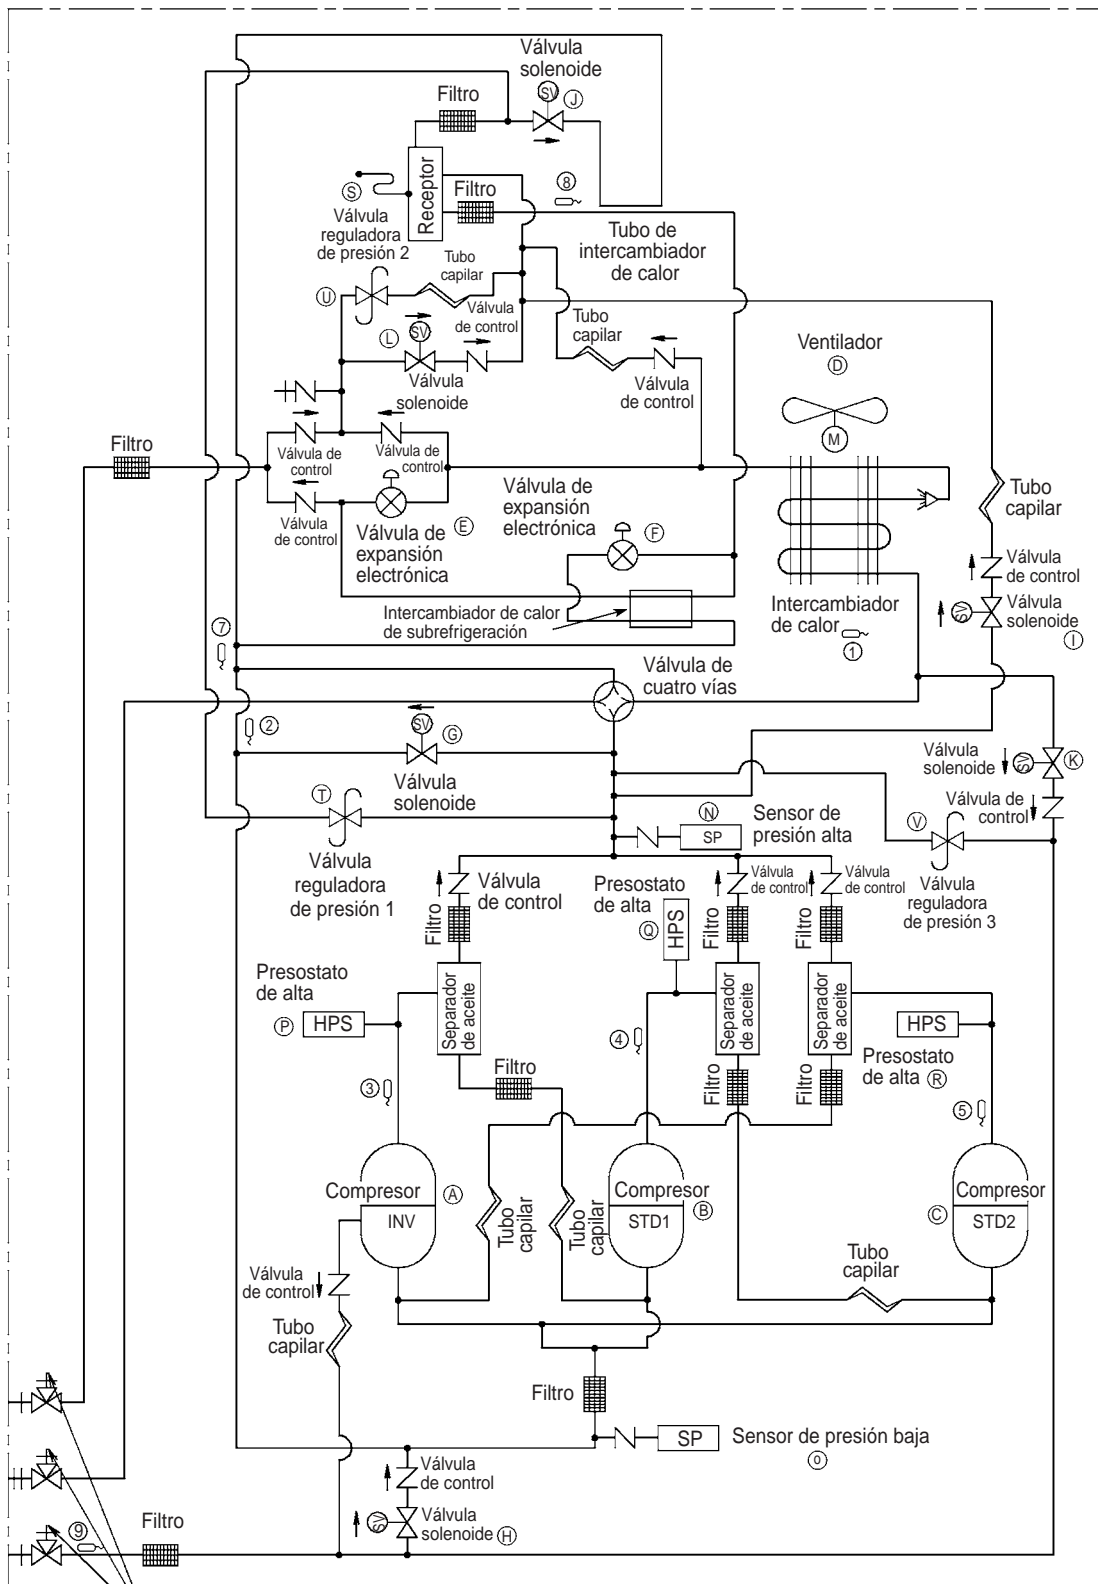 Válvula
solenoide
SV
J
Filtro
8
S
Receptor
Filtro
Válvula
reguladora
de presión 2
Tubo de
intercambiador
de calor
Tubo
capilar
U
Válvula
de control
SV
L
Tubo
capilar
Válvula
solenoide
Válvula
de control
Ventilador
D
M
Filtro
Válvula de
control
Válvula de
control
Válvula de
expansión
electrónica
Tubo
capilar
Válvula
de control
Válvula de
expansión
electrónica
E
F
Válvula
de control
Válvula
solenoide
SV
I
Intercambiador de calor
de subrefrigeración
Intercambiador
de calor
1
7
Válvula de
cuatro vías
2
SV
G
Válvula
solenoide
Válvula
solenoide
SV
K
T
N
Sensor de
presión alta
SP
Válvula de
control
V
Válvula
reguladora
de presión 1
Válvula
de control
Presostato
de alta
Válvula
de control
Válvula
de control
Válvula
reguladora
de presión 3
Filtro
Q
HPS
Filtro
Filtro
Presostato
de alta
P
HPS
Separador
de aceite
4
Separador
de aceite
Separador
de aceite
HPS
Presostato
de alta
R
Filtro
Filtro
Filtro
3
5
Compresor
INV
A
Compresor
STD1
B
Compresor
STD2
C
Tubo
capilar
Tubo
capilar
Tubo
capilar
Válvula
de control
Tubo
capilar
Filtro
SP
Sensor de presión baja
o
Válvula
de control
SV
Válvula
solenoide
H
9
Filtro